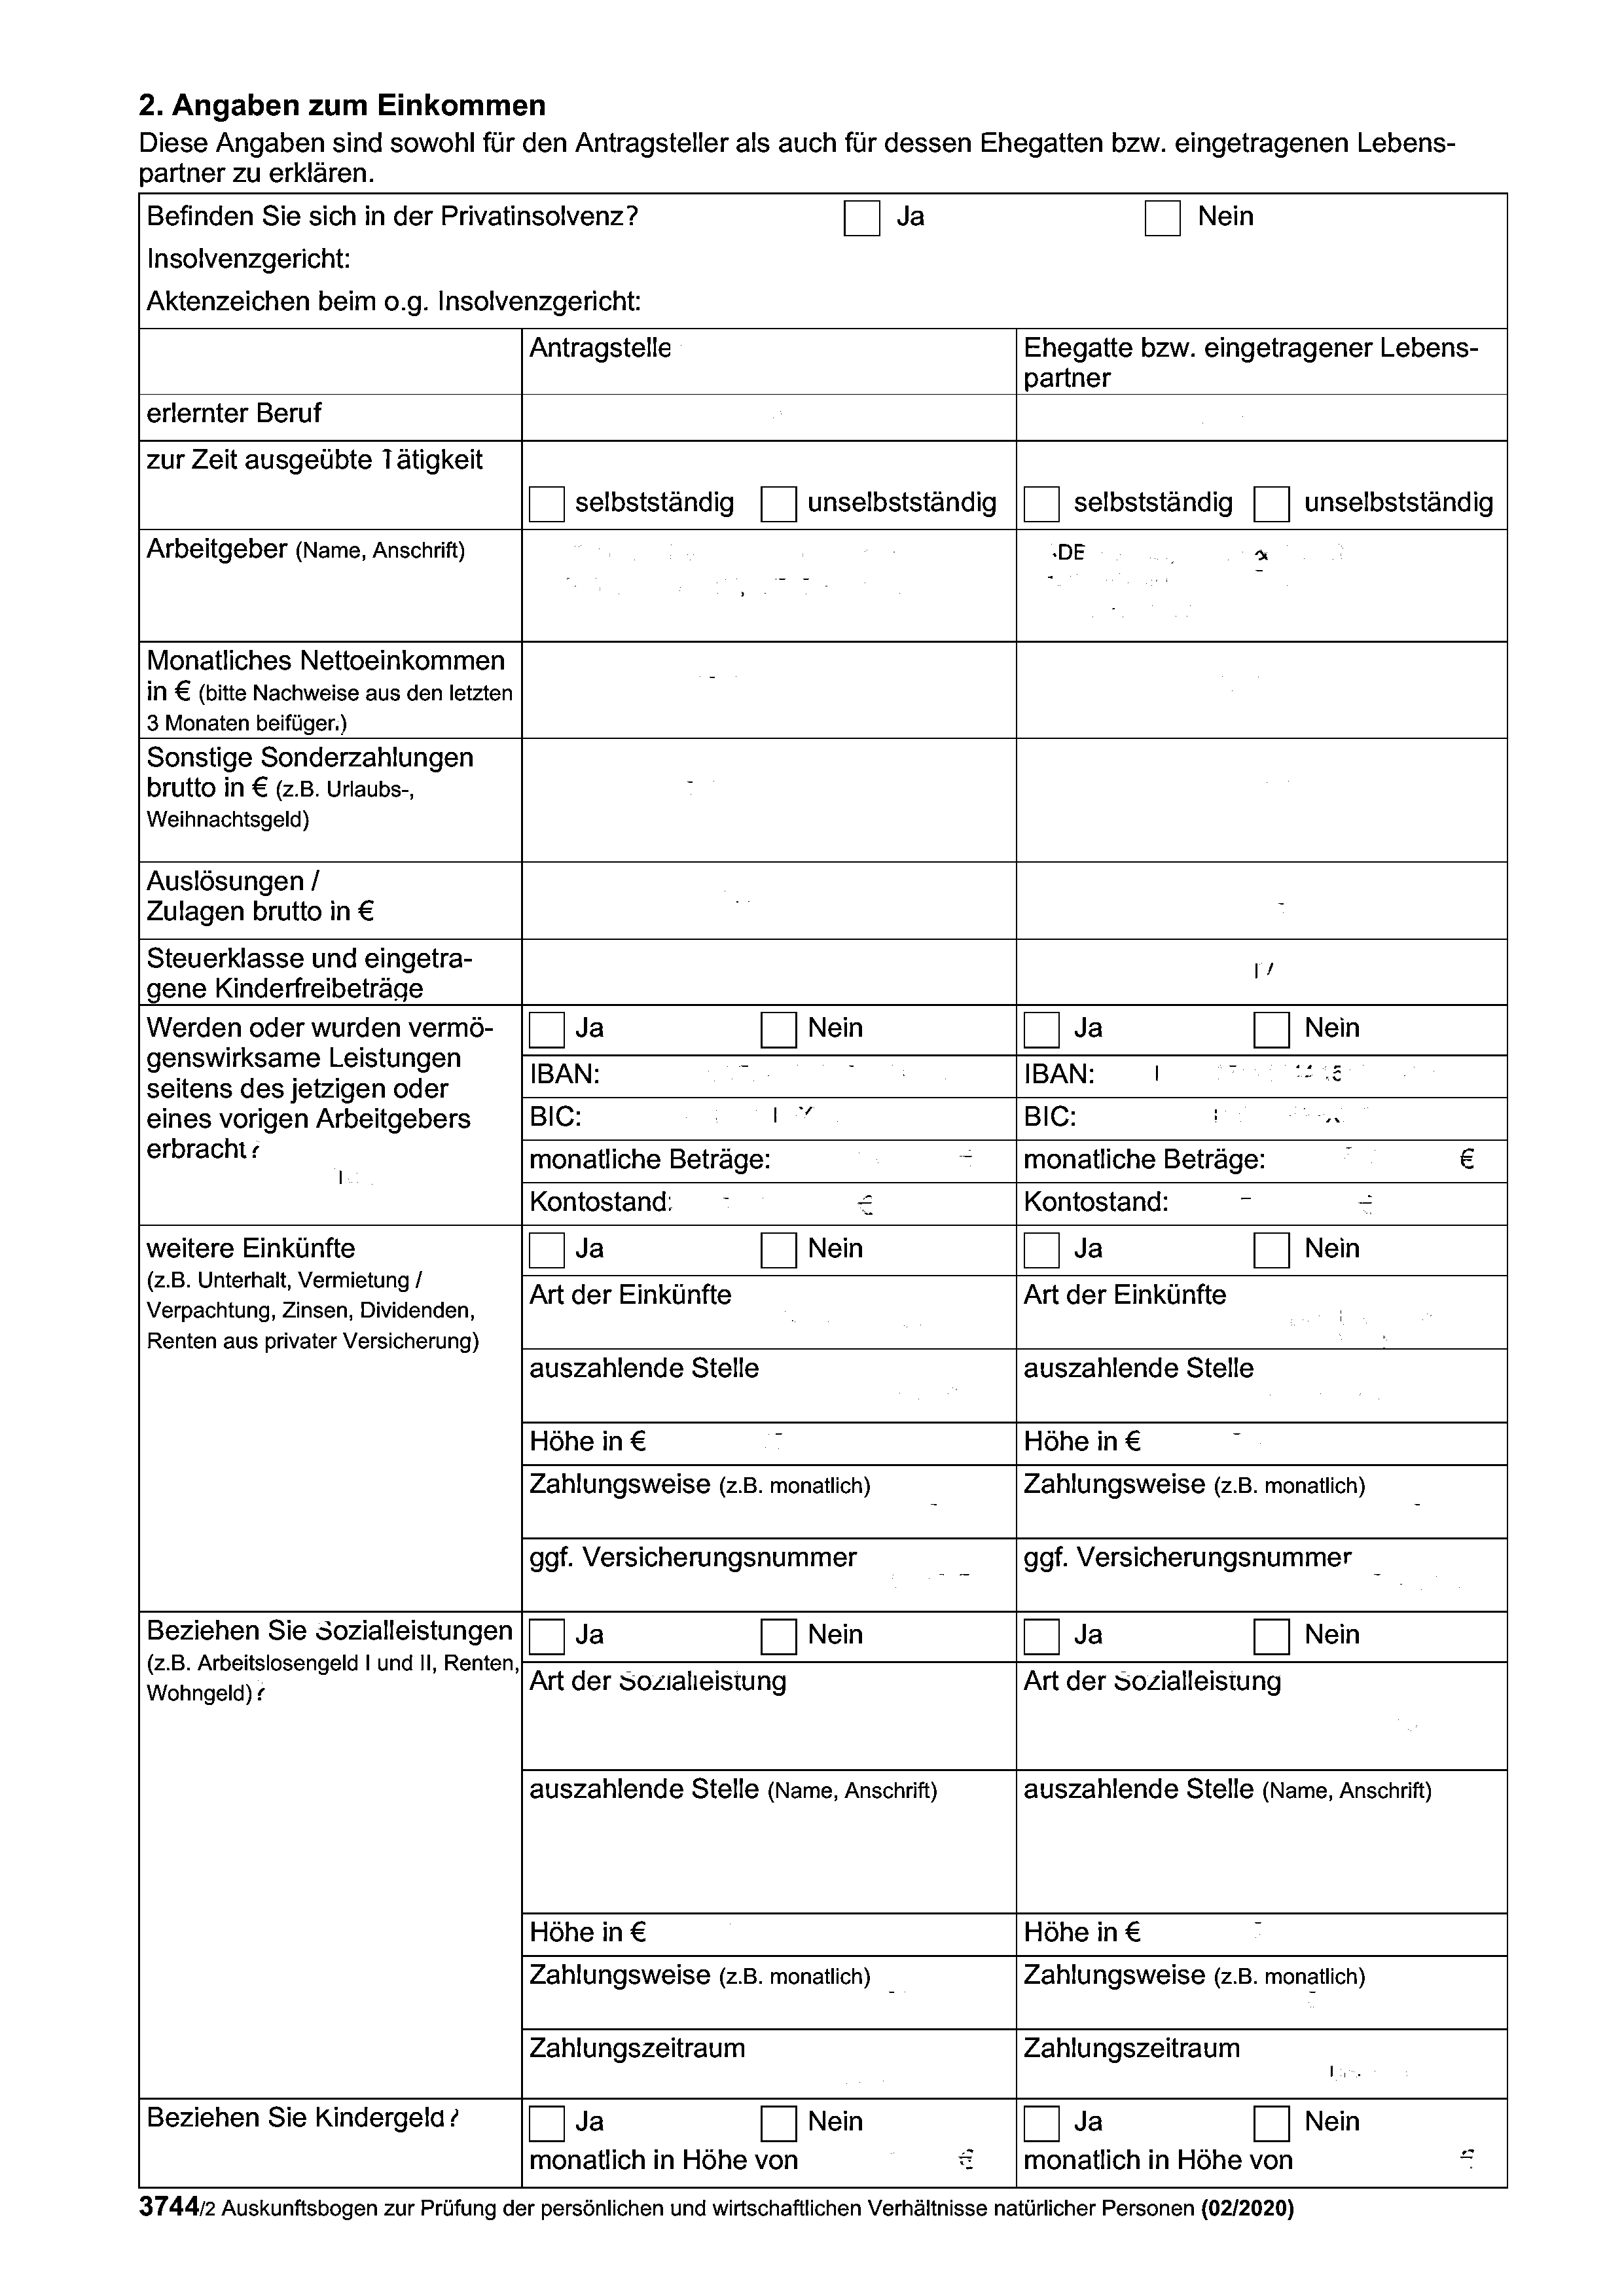 2. Angaben zum Einkommen
Diese Angaben sind sowohl für den Antragsteller als auch für dessen Ehegatten bzw. eingetragenen Lebens-
partner zu erklären.
Befinden Sie sich in der Privatinsolvenz? Ja Nein
Insolvenzgericht:
Aktenzeichen beim o.g. Insolvenzgericht:
Antragstelle Ehegatte bzw. eingetragener Lebens-
partner
erlernter Beruf
zur Zeit ausgeübte Tätigkeit
selbstständig unselbstständig selbstständig unselbstständig
Arbeitgeber (Name, Anschrift) DE
Monatliches Nettoeinkommen
in € (bitte Nachweise aus den letzten
3 Monaten beifügen)
Sonstige Sonderzahlungen
brutto in € (z.B. Urlaubs-,
Weihnachtsgeld)
Auslösungen /
Zulagen brutto in €
Steuerklasse und eingetra-
gene Kinderfreibeträge
Werden oder wurden vermö- Ja Nein Ja Nein
genswirksame Leistungen
seitens des jetzigen oder
eines vorigen Arbeitgebers
erbracht?
IBAN: IBAN:
BIC: BIC:
monatliche Beträge: monatliche Beträge: €
Kontostand: € Kontostand: €
weitere Einkünfte Ja Nein Ja Nein
(z.B. Unterhalt, Vermietung /
Verpachtung, Zinsen, Dividenden,
Renten aus privater Versicherung)
Art der Einkünfte Art der Einkünfte
auszahlende Stelle auszahlende Stelle
Höhe in € Höhe in €
Zahlungsweise (z.B. monatlich) Zahlungsweise (z.B. monatlich)
ggf. Versicherungsnummer ggf. Versicherungsnummer
Beziehen Sie Sozialleistungen Ja Nein Ja Nein
(z.B. Arbeitslosengeld I und II, Renten,
Wohngeld)?
Art der Sozialleistung Art der Sozialleistung
auszahlende Stelle (Name, Anschrift) auszahlende Stelle (Name, Anschrift)
Höhe in € Höhe in €
Zahlungsweise (z.B. monatlich) Zahlungsweise (z.B. monatlich)
Zahlungszeitraum Zahlungszeitraum
Beziehen Sie Kindergeld? Ja Nein Ja Nein
monatlich in Höhe von € monatlich in Höhe von €
3744/2 Auskunftsbogen zur Prüfung der persönlichen und wirtschaftlichen Verhältnisse natürlicher Personen (02/2020)